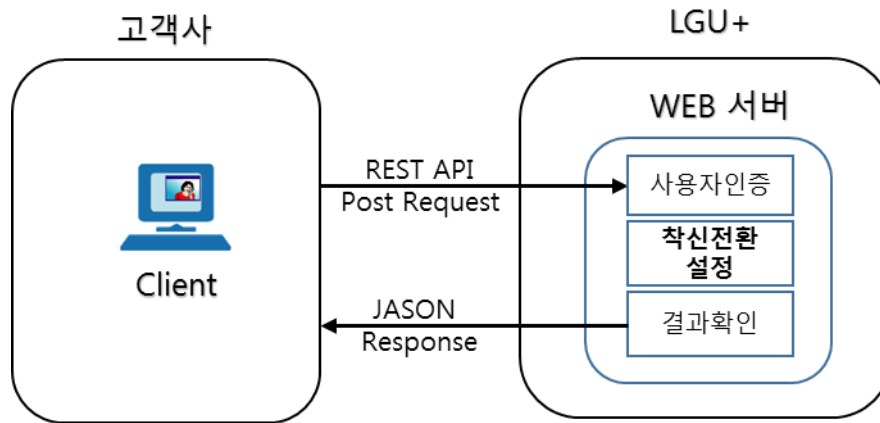 고객사
LGU+
WEB 서버
REST API
Post Request
사용자인증
착신전환
설정
Client
JASON
Response
결과확인